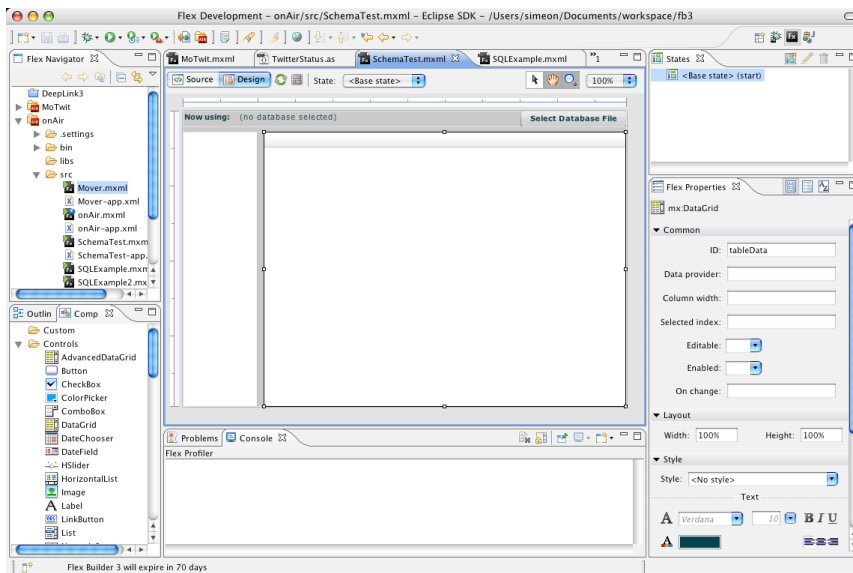 Flex Development - onAir/src/SchemaTest.mxml - Eclipse SDK - /Users/simeon/Documents/workspace/fb3
Flex Navigator
DeepLink3
MoTwit
onAir
.settings
bin
libs
src
Mover.mxml
Mover-app.xml
onAir.mxml
onAir-app.xml
SchemaTest.mxm
SchemaTest-app.
SQLExample.mxm
SQLExample2.mx
Outlin
Comp
Custom
Controls
AdvancedDataGrid
Button
CheckBox
ColorPicker
ComboBox
DataGrid
DateChooser
DateField
HSlider
HorizontalList
Image
Label
LinkButton
List
MoTwit.mxml
TwitterStatus.as
SchemaTest.mxml
SQLExample.mxml
»1
Source
Design
State:
<Base state>
100%
Now using: (no database selected)
Select Database File
Problems
Console
Flex Profiler
States
<Base state> (start)
Flex Properties
mx:DataGrid
Common
ID: tableData
Data provider:
Column width:
Selected index:
Editable:
Enabled:
On change:
Layout
Width: 100% Height: 100%
Style
Style: <No style>
Text
A Verdana 10 B I U
A
Flex Builder 3 will expire in 70 days